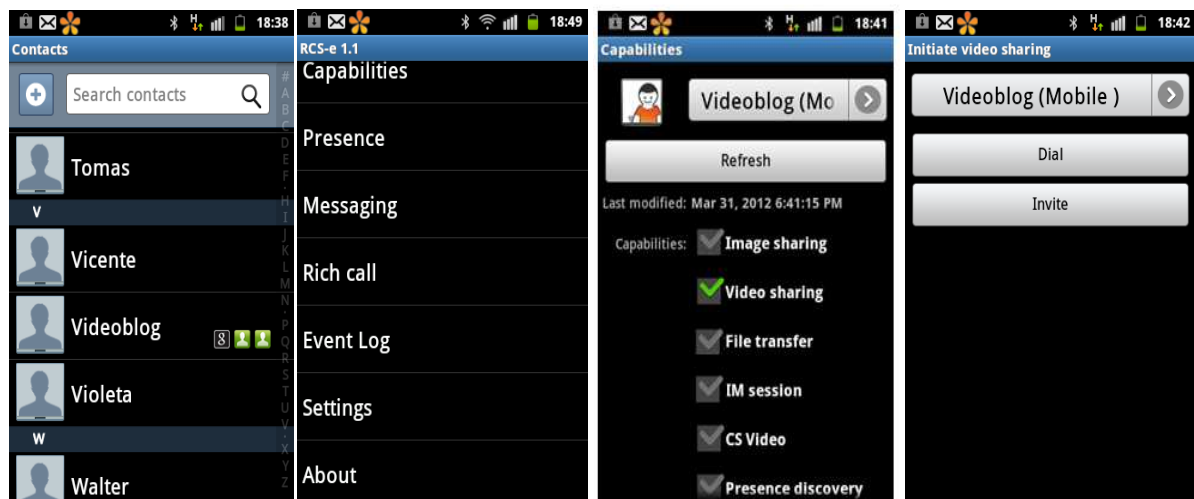 18:38
Contacts
Search contacts
#
A
B
C
D
E
F
H
I
J
K
L
M
N
P
Q
R
S
T
U
V
X
Y
Z
Tomas
V
Vicente
Videoblog
8
Violeta
W
Walter
18:49
RCS-e 1.1
Capabilities
Presence
Messaging
Rich call
Event Log
Settings
About
H 18:41
Capabilities
Videoblog (Mo
Refresh
Last modified: Mar 31, 2012 6:41:15 PM
Capabilities: Image sharing
Video sharing
File transfer
IM session
CS Video
Presence discovery
H 18:42
Initiate video sharing
Videoblog (Mobile )
Dial
Invite